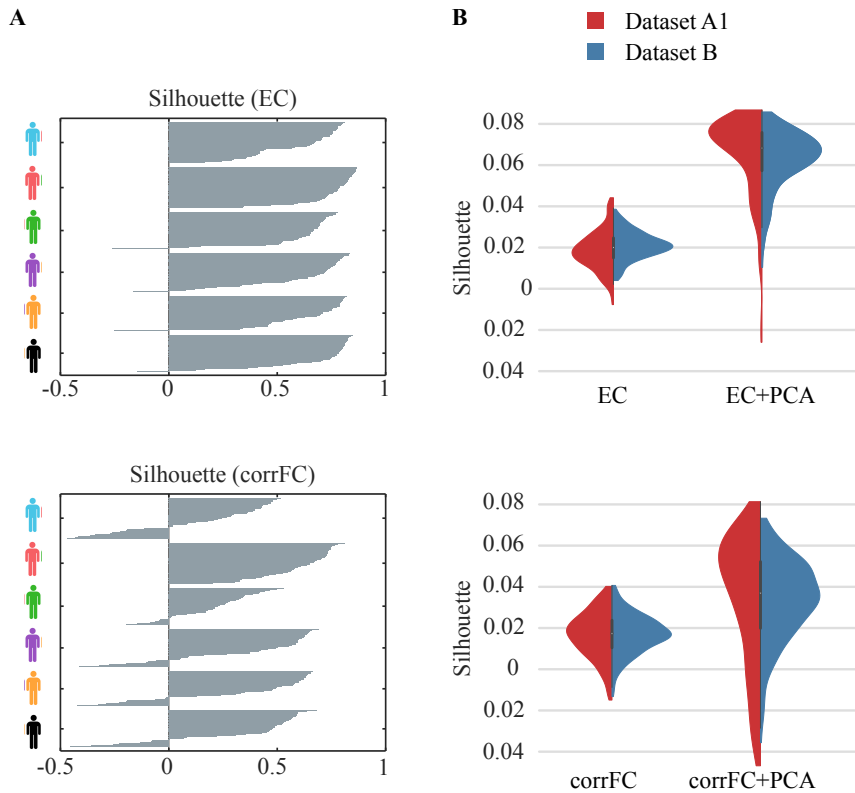 A
B
Dataset A1
Dataset B
Silhouette (EC)
-0.5 0 0.5 1
Silhouette
0.08
0.06
0.04
0.02
0
0.02
0.04
EC EC+PCA
Silhouette (corrFC)
-0.5 0 0.5 1
Silhouette
0.08
0.06
0.04
0.02
0
0.02
0.04
corrFC corrFC+PCA